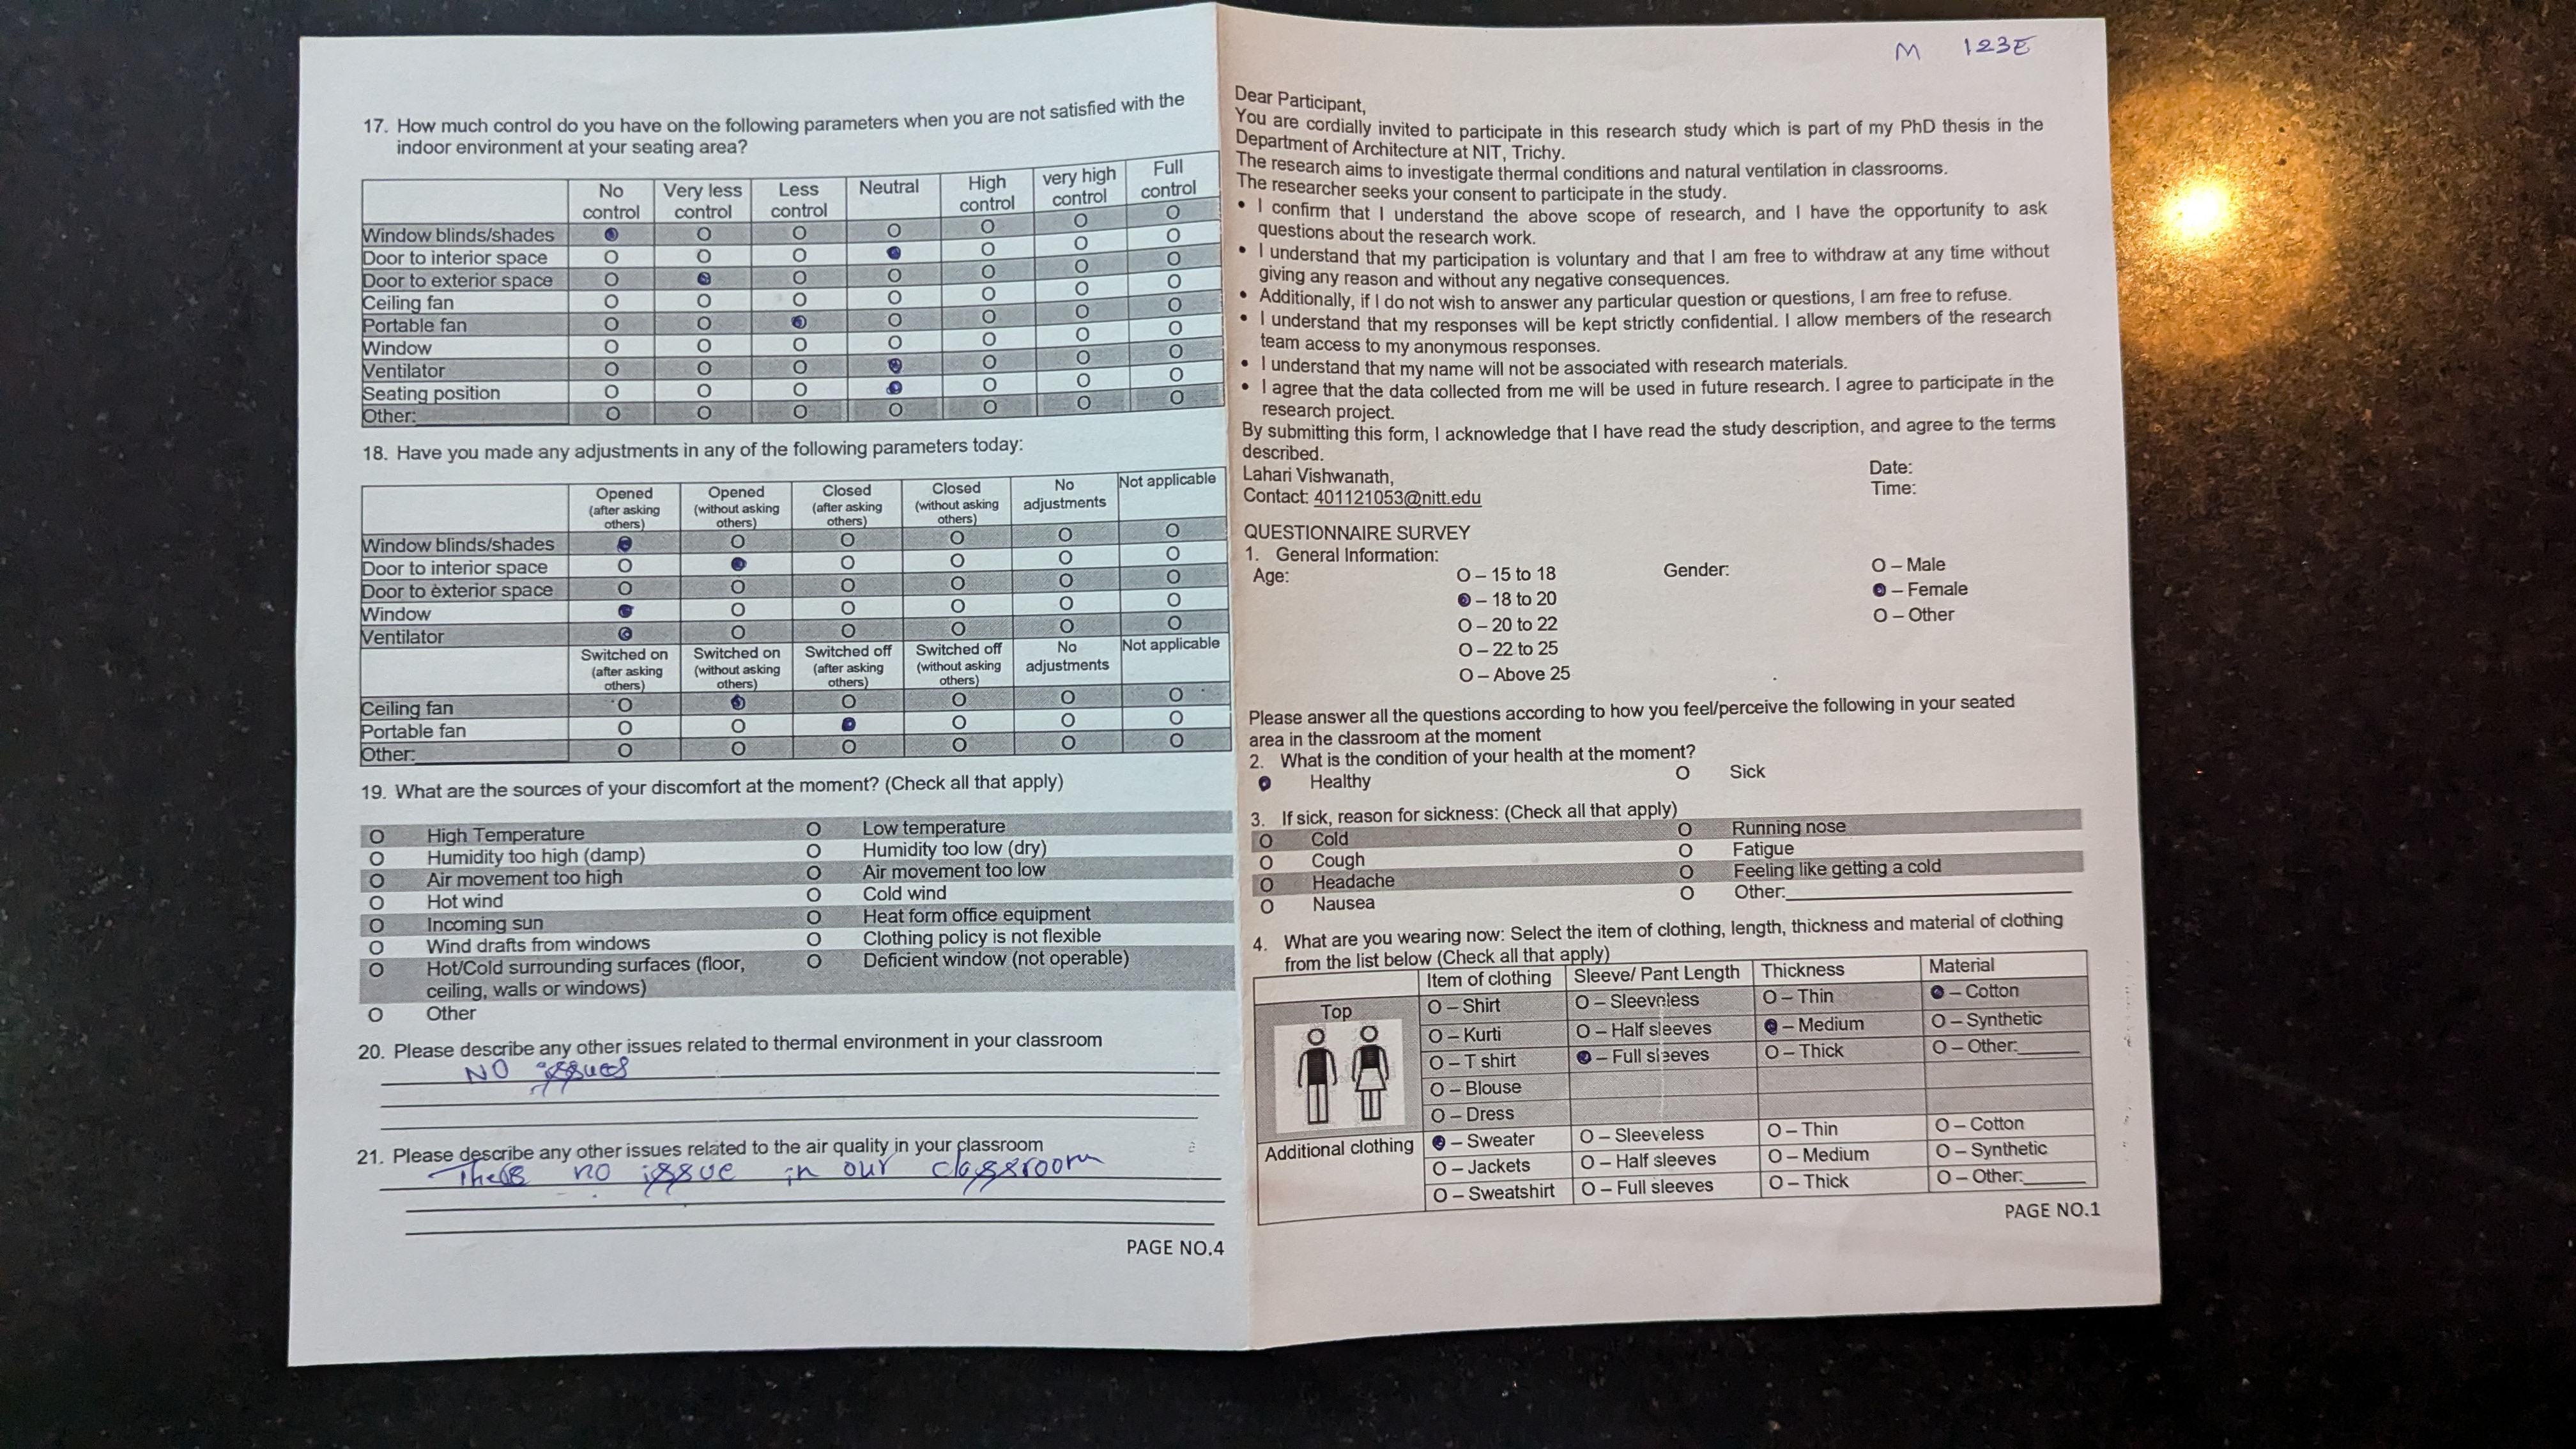 17. How much control do you have on the following parameters when you are not satisfied with the
indoor environment at your seating area?
No control Very less control Less control Neutral High control very high control Full control
Window blinds/shades O O O O O O
Door to interior space O O O O O O
Door to exterior space O O O O O O
Ceiling fan O O O O O O O
Portable fan O O O O O O
Window O O O O O O O
Ventilator O O O O O O
Seating position O O O O O O
Other: O O O O O O O
18. Have you made any adjustments in any of the following parameters today:
Opened (after asking others) Opened (without asking others) Closed (after asking others) Closed (without asking others) No adjustments Not applicable
Window blinds/shades O O O O O
Door to interior space O O O O O
Door to exterior space O O O O O O
Window O O O O O
Ventilator O O O O O
Switched on (after asking others) Switched on (without asking others) Switched off (after asking others) Switched off (without asking others) No adjustments Not applicable
Ceiling fan O O O O O
Portable fan O O O O O
Other: O O O O O O
19. What are the sources of your discomfort at the moment? (Check all that apply)
O High Temperature O Low temperature
O Humidity too high (damp) O Humidity too low (dry)
O Air movement too high O Air movement too low
O Hot wind O Cold wind
O Incoming sun O Heat form office equipment
O Wind drafts from windows O Clothing policy is not flexible
O Hot/Cold surrounding surfaces (floor, O Deficient window (not operable)
ceiling, walls or windows)
O Other
20. Please describe any other issues related to thermal environment in your classroom
NO issues
21. Please describe any other issues related to the air quality in your classroom
no issue in our classroom
PAGE NO.4
M 123E
Dear Participant,
You are cordially invited to participate in this research study which is part of my PhD thesis in the
Department of Architecture at NIT, Trichy.
The research aims to investigate thermal conditions and natural ventilation in classrooms.
The researcher seeks your consent to participate in the study.
• I confirm that I understand the above scope of research, and I have the opportunity to ask
questions about the research work.
• I understand that my participation is voluntary and that I am free to withdraw at any time without
giving any reason and without any negative consequences.
• Additionally, if I do not wish to answer any particular question or questions, I am free to refuse.
• I understand that my responses will be kept strictly confidential. I allow members of the research
team access to my anonymous responses.
• I understand that my name will not be associated with research materials.
• I agree that the data collected from me will be used in future research. I agree to participate in the
research project.
By submitting this form, I acknowledge that I have read the study description, and agree to the terms
described.
Lahari Vishwanath, Date:
Contact: 401121053@nitt.edu Time:
QUESTIONNAIRE SURVEY
1. General Information:
Age: O – 15 to 18 Gender: O – Male
– 18 to 20 – Female
O – 20 to 22 O – Other
O – 22 to 25
O – Above 25
Please answer all the questions according to how you feel/perceive the following in your seated
area in the classroom at the moment
2. What is the condition of your health at the moment?
Healthy O Sick
3. If sick, reason for sickness: (Check all that apply)
O Cold O Running nose
O Cough O Fatigue
O Headache O Feeling like getting a cold
O Nausea O Other:
4. What are you wearing now: Select the item of clothing, length, thickness and material of clothing
from the list below (Check all that apply)
Item of clothing Sleeve/ Pant Length Thickness Material
Top O – Shirt O – Sleeveless O – Thin – Cotton
O – Kurti O – Half sleeves – Medium O – Synthetic
O – T shirt – Full sleeves O – Thick O – Other:
O – Blouse
O – Dress
Additional clothing – Sweater O – Sleeveless O – Thin O – Cotton
O – Jackets O – Half sleeves O – Medium O – Synthetic
O – Sweatshirt O – Full sleeves O – Thick O – Other:
PAGE NO.1